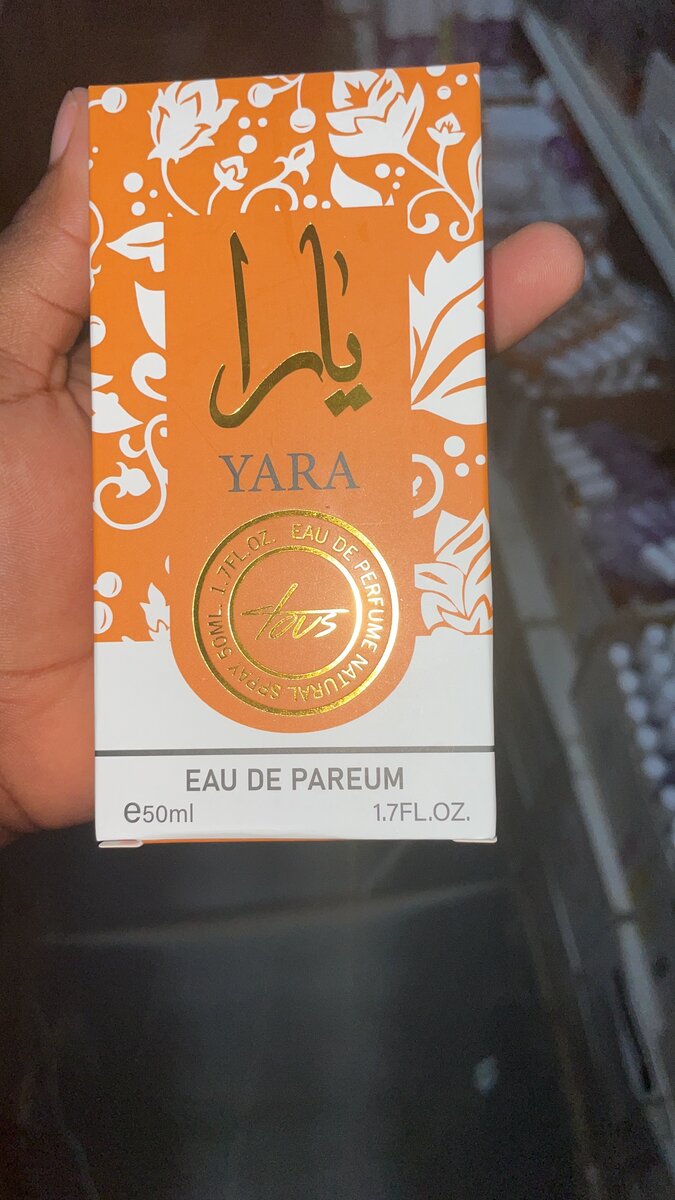 يارا
YARA
EAU DE PERFUME NATURAL SPRAY 50ML. 1.7FL.OZ.
EAU DE PAREUM
e50ml 1.7FL.OZ.